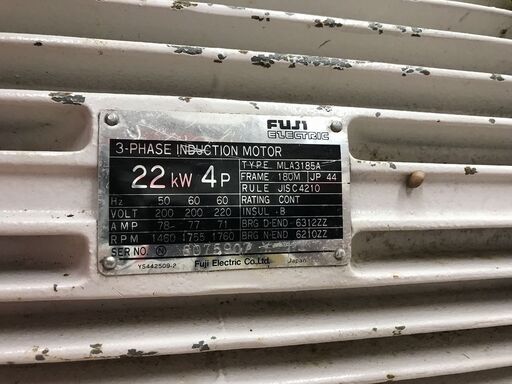 FUJI
ELECTRIC
3-PHASE INDUCTION MOTOR
22 kW 4P
TYPE MLA3185A
FRAME 180M JP 44
RULE JISC4210
Hz 50 60 60
RATING CONT
VOLT 200 200 220
INSUL. B
AMP 78-
BRG D-END 6312ZZ
RPM 1460 1755 1760
BRG N-END 6210ZZ
SER NO. N
YS442509-2 Fuji Electric Co., Ltd. Japan